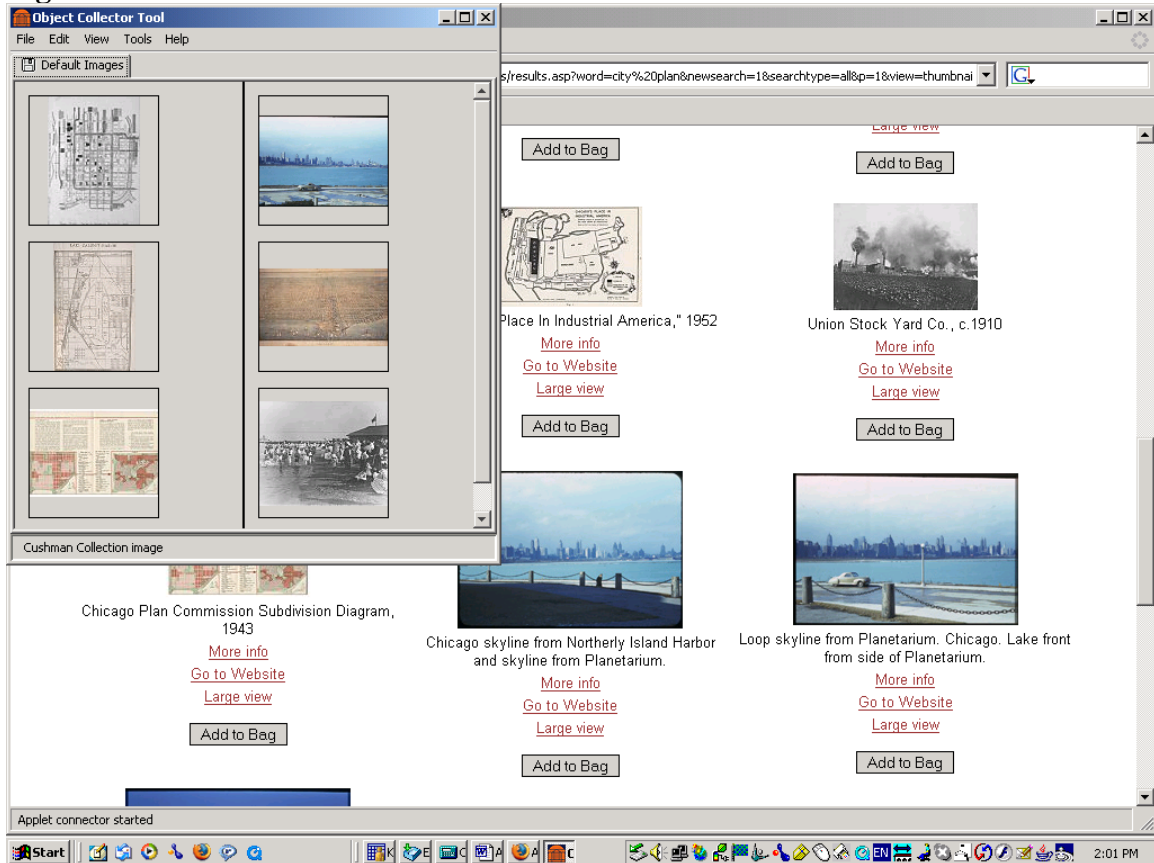 Object Collector Tool
File Edit View Tools Help
Default Images
Cushman Collection image
s/results.asp?word=city%20plan&newsearch=1&searchtype=all&p=1&view=thumbnai
G
Large view
Add to Bag
Add to Bag
Place In Industrial America," 1952
More info
Go to Website
Large view
Add to Bag
Union Stock Yard Co., c.1910
More info
Go to Website
Large view
Add to Bag
Chicago Plan Commission Subdivision Diagram,
1943
More info
Go to Website
Large view
Add to Bag
Chicago skyline from Northerly Island Harbor
and skyline from Planetarium.
More info
Go to Website
Large view
Add to Bag
Loop skyline from Planetarium. Chicago. Lake front
from side of Planetarium.
More info
Go to Website
Large view
Add to Bag
Applet connector started
Start
K
E
C
A
A
C
EN
2:01 PM